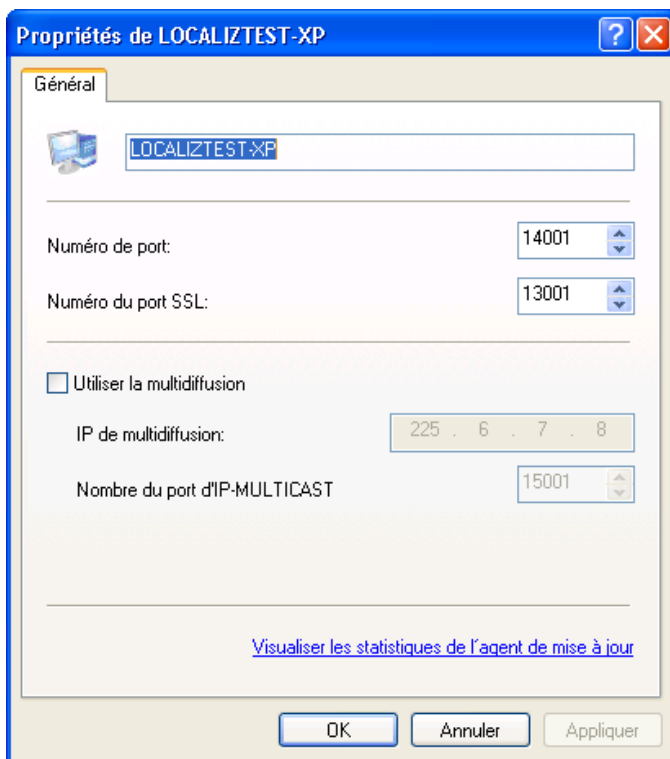 Propriétés de LOCALIZTEST-XP
Général
LOCALIZTEST-XP
Numéro de port: 14001
Numéro du port SSL: 13001
Utiliser la multidiffusion
IP de multidiffusion: 225 . 6 . 7 . 8
Nombre du port d'IP-MULTICAST 15001
Visualiser les statistiques de l'agent de mise à jour
OK Annuler Appliquer